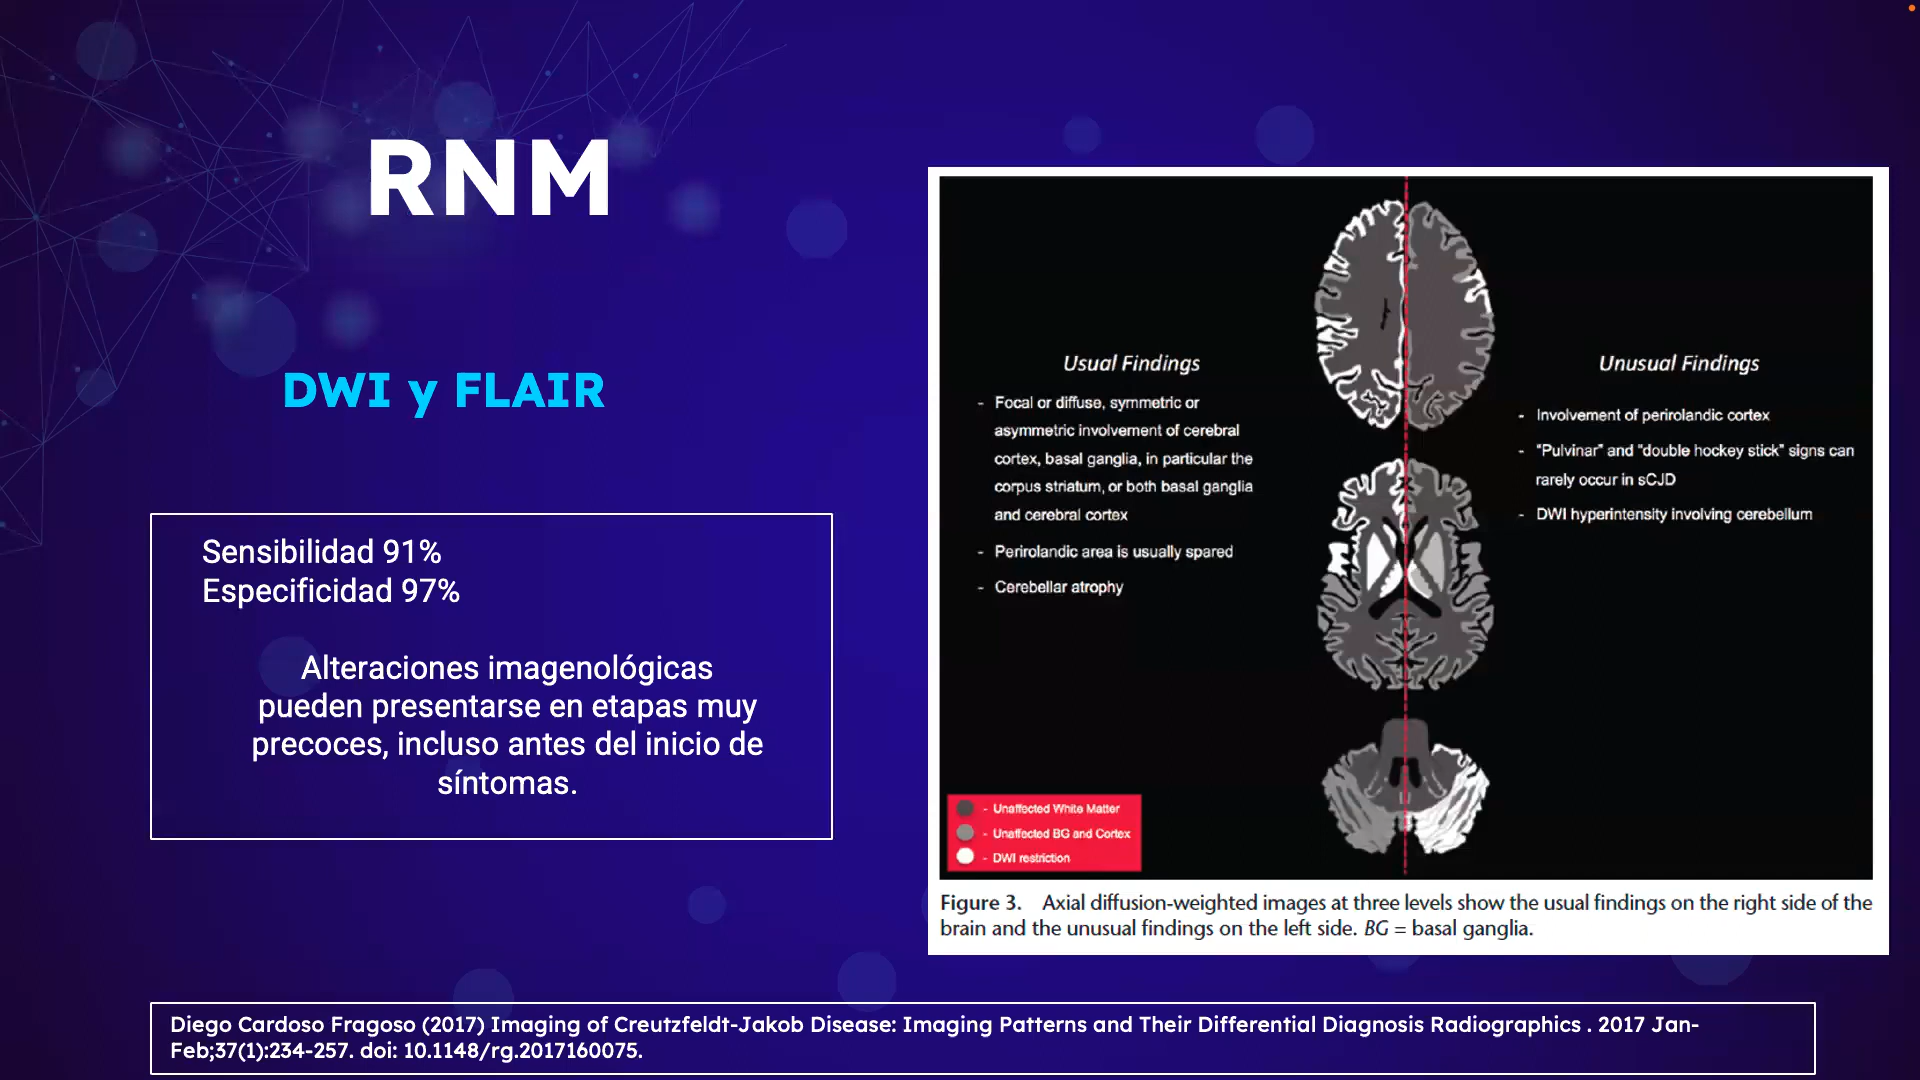 RNM
DWI y FLAIR
Sensibilidad 91%
Especificidad 97%
Alteraciones imagenológicas
pueden presentarse en etapas muy
precoces, incluso antes del inicio de
síntomas.
Usual Findings
- Focal or diffuse, symmetric or
asymmetric involvement of cerebral
cortex, basal ganglia, in particular the
corpus striatum, or both basal ganglia
and cerebral cortex
- Perirolandic area is usually spared
- Cerebellar atrophy
Unusual Findings
- Involvement of perirolandic cortex
- "Pulvinar" and "double hockey stick" signs can
rarely occur in sCJD
- DWI hyperintensity involving cerebellum
- Unaffected White Matter
- Unaffected BG and Cortex
- DWI restriction
Figure 3. Axial diffusion-weighted images at three levels show the usual findings on the right side of the
brain and the unusual findings on the left side. BG = basal ganglia.
Diego Cardoso Fragoso (2017) Imaging of Creutzfeldt-Jakob Disease: Imaging Patterns and Their Differential Diagnosis Radiographics . 2017 Jan-
Feb;37(1):234-257. doi: 10.1148/rg.2017160075.